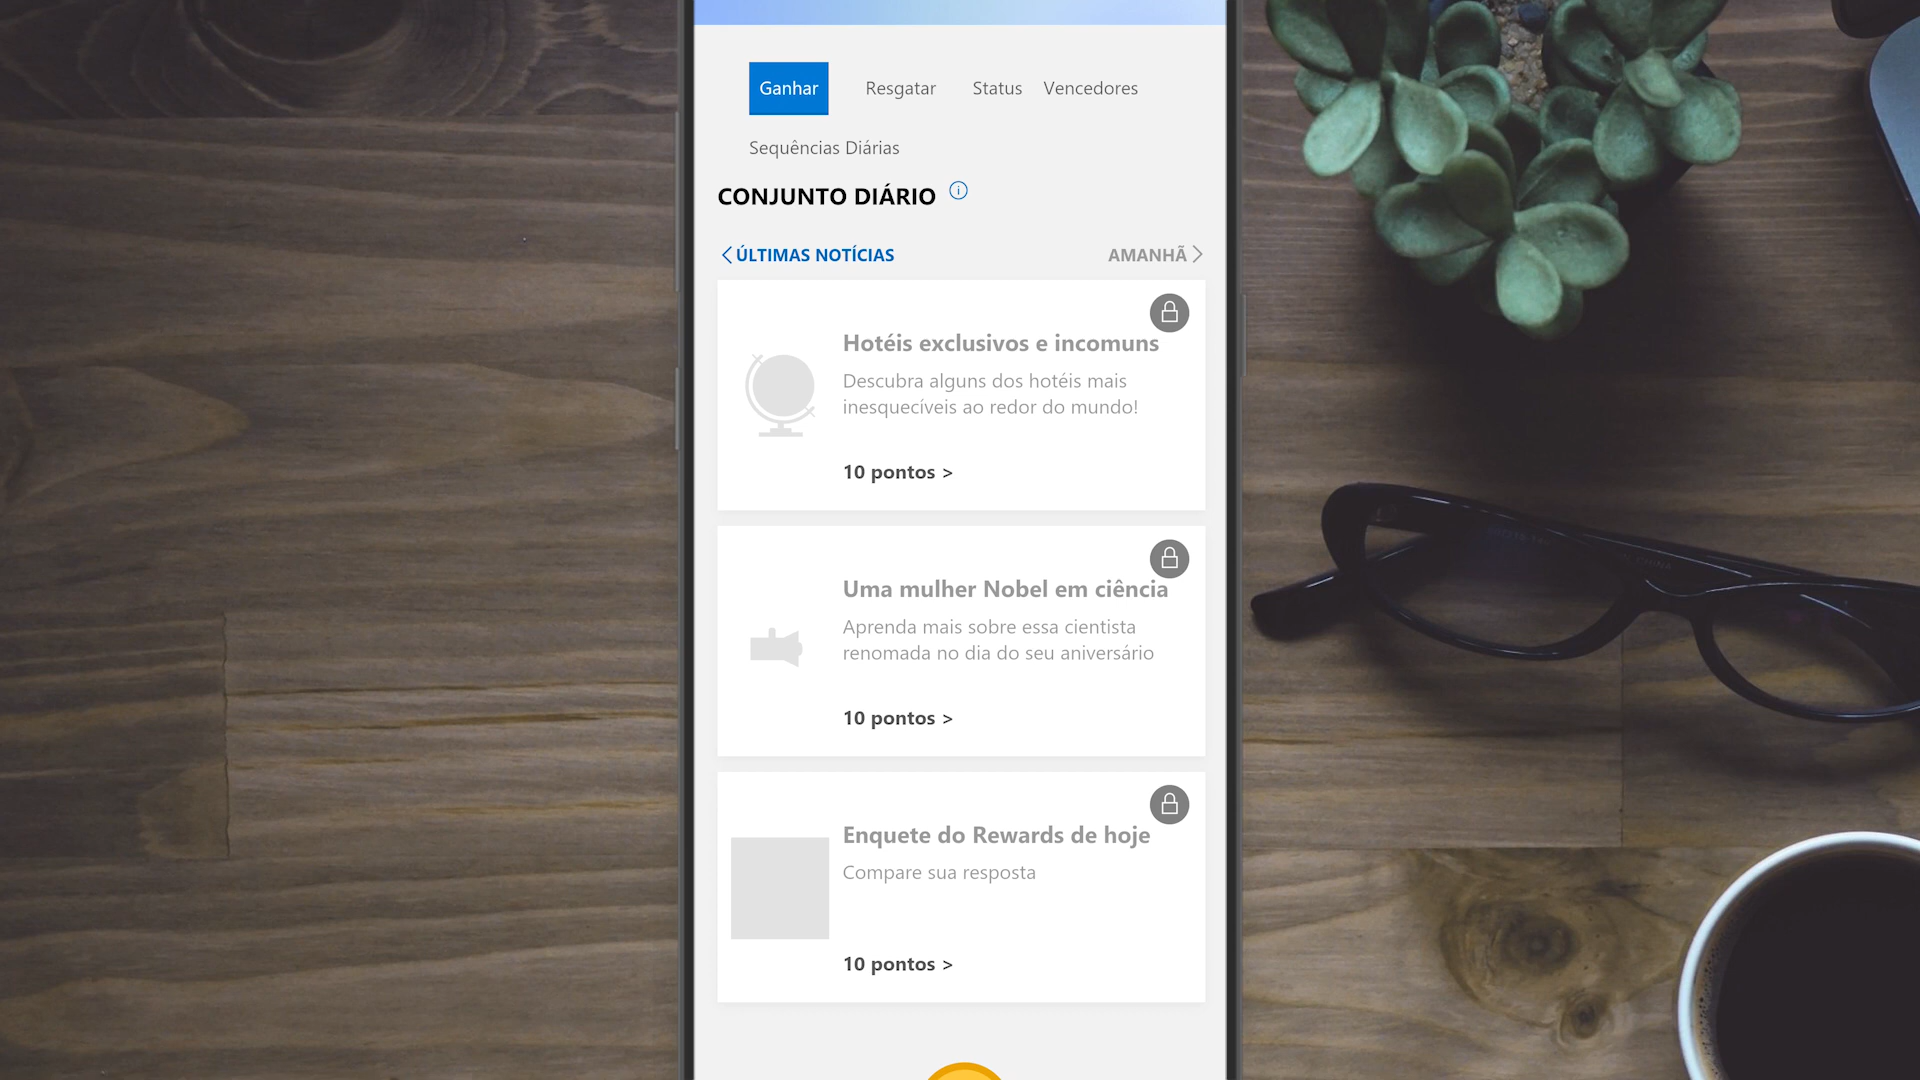 Ganhar Resgatar Status Vencedores
Sequências Diárias
CONJUNTO DIÁRIO
ÚLTIMAS NOTÍCIAS AMANHÃ
Hotéis exclusivos e incomuns
Descubra alguns dos hotéis mais
inesquecíveis ao redor do mundo!
10 pontos >
Uma mulher Nobel em ciência
Aprenda mais sobre essa cientista
renomada no dia do seu aniversário
10 pontos >
Enquete do Rewards de hoje
Compare sua resposta
10 pontos >